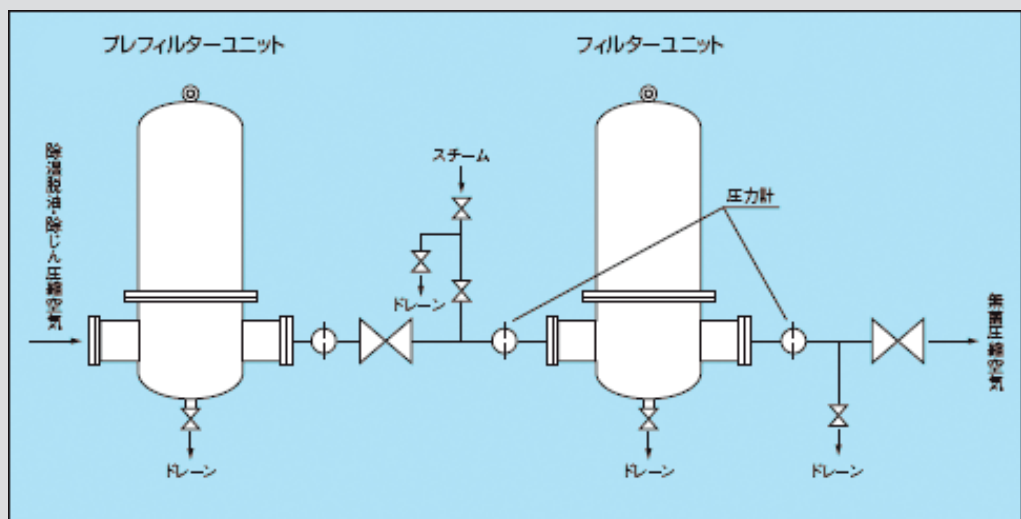 プレフィルターユニット
フィルターユニット
除湿脱油・除じん圧縮空気
スチーム
圧力計
ドレーン
無菌圧縮空気
ドレーン
ドレーン
ドレーン